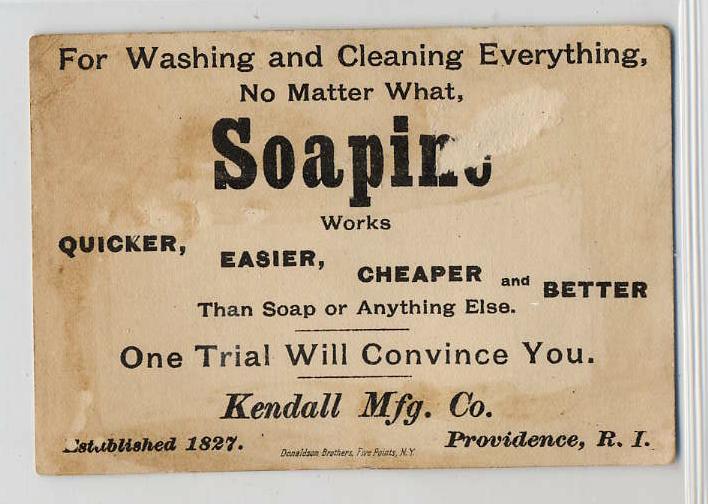 For Washing and Cleaning Everything,
No Matter What,
Soapine
Works
QUICKER, EASIER, CHEAPER and BETTER
Than Soap or Anything Else.
One Trial Will Convince You.
Kendall Mfg. Co.
Established 1827. Providence, R. I.
Donaldson Brothers, Five Points, N.Y.